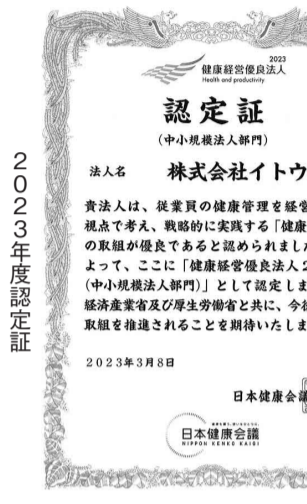 2023年度認定証
2023
健康経営優良法人
Health and productivity
認定証
(中小規模法人部門)
法人名 株式会社イトウ
貴法人は、従業員の健康管理を経営
視点で考え、戦略的に実践する「健康
の取組が優良であると認められました
よって、ここに「健康経営優良法人2
(中小規模法人部門)」として認定しま
経済産業省及び厚生労働省と共に、今後
取組を推進されることを期待いたしま
2023年3月8日
日本健康会議
日本健康会議
NIPPON KENKO KAIGI